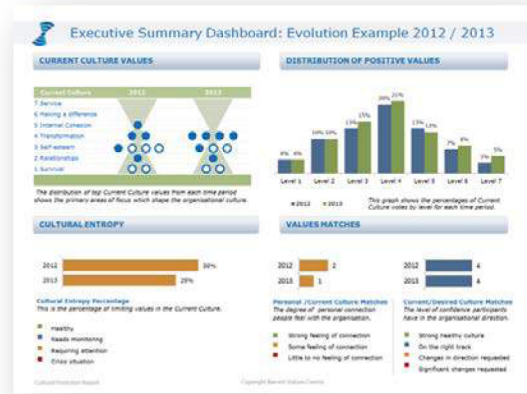 Executive Summary Dashboard: Evolution Example 2012 / 2013
CURRENT CULTURE VALUES
Current Culture 2012 2013
7 Service
6 Making a difference
5 Internal Cohesion
4 Transformation
3 Self-esteem
2 Relationships
1 Survival
The distribution of top Current Culture values from each time period
shows the primary areas of focus which shape the organisational culture.
DISTRIBUTION OF POSITIVE VALUES
4% 4% 10% 10% 13% 15% 20% 21% 13% 12% 7% 8% 3% 5%
Level 1 Level 2 Level 3 Level 4 Level 5 Level 6 Level 7
2012 2013
This graph shows the percentages of Current
Culture votes by level for each time period.
CULTURAL ENTROPY
2012 30%
2013 25%
Cultural Entropy Percentage
This is the percentage of limiting values in the Current Culture.
Healthy
Needs monitoring
Requiring attention
Crisis situation
VALUES MATCHES
2012 2
2013 1
Personal /Current Culture Matches
The degree of personal connection
people feel with the organisation.
Strong feeling of connection
Some feeling of connection
Little to no feeling of connection
2012 4
2013 4
Current/Desired Culture Matches
The level of confidence participants
have in the organisational direction.
Strong healthy culture
On the right track
Changes in direction requested
Significant changes requested
Cultural Evolution Report
Copyright Barrett Values Centre